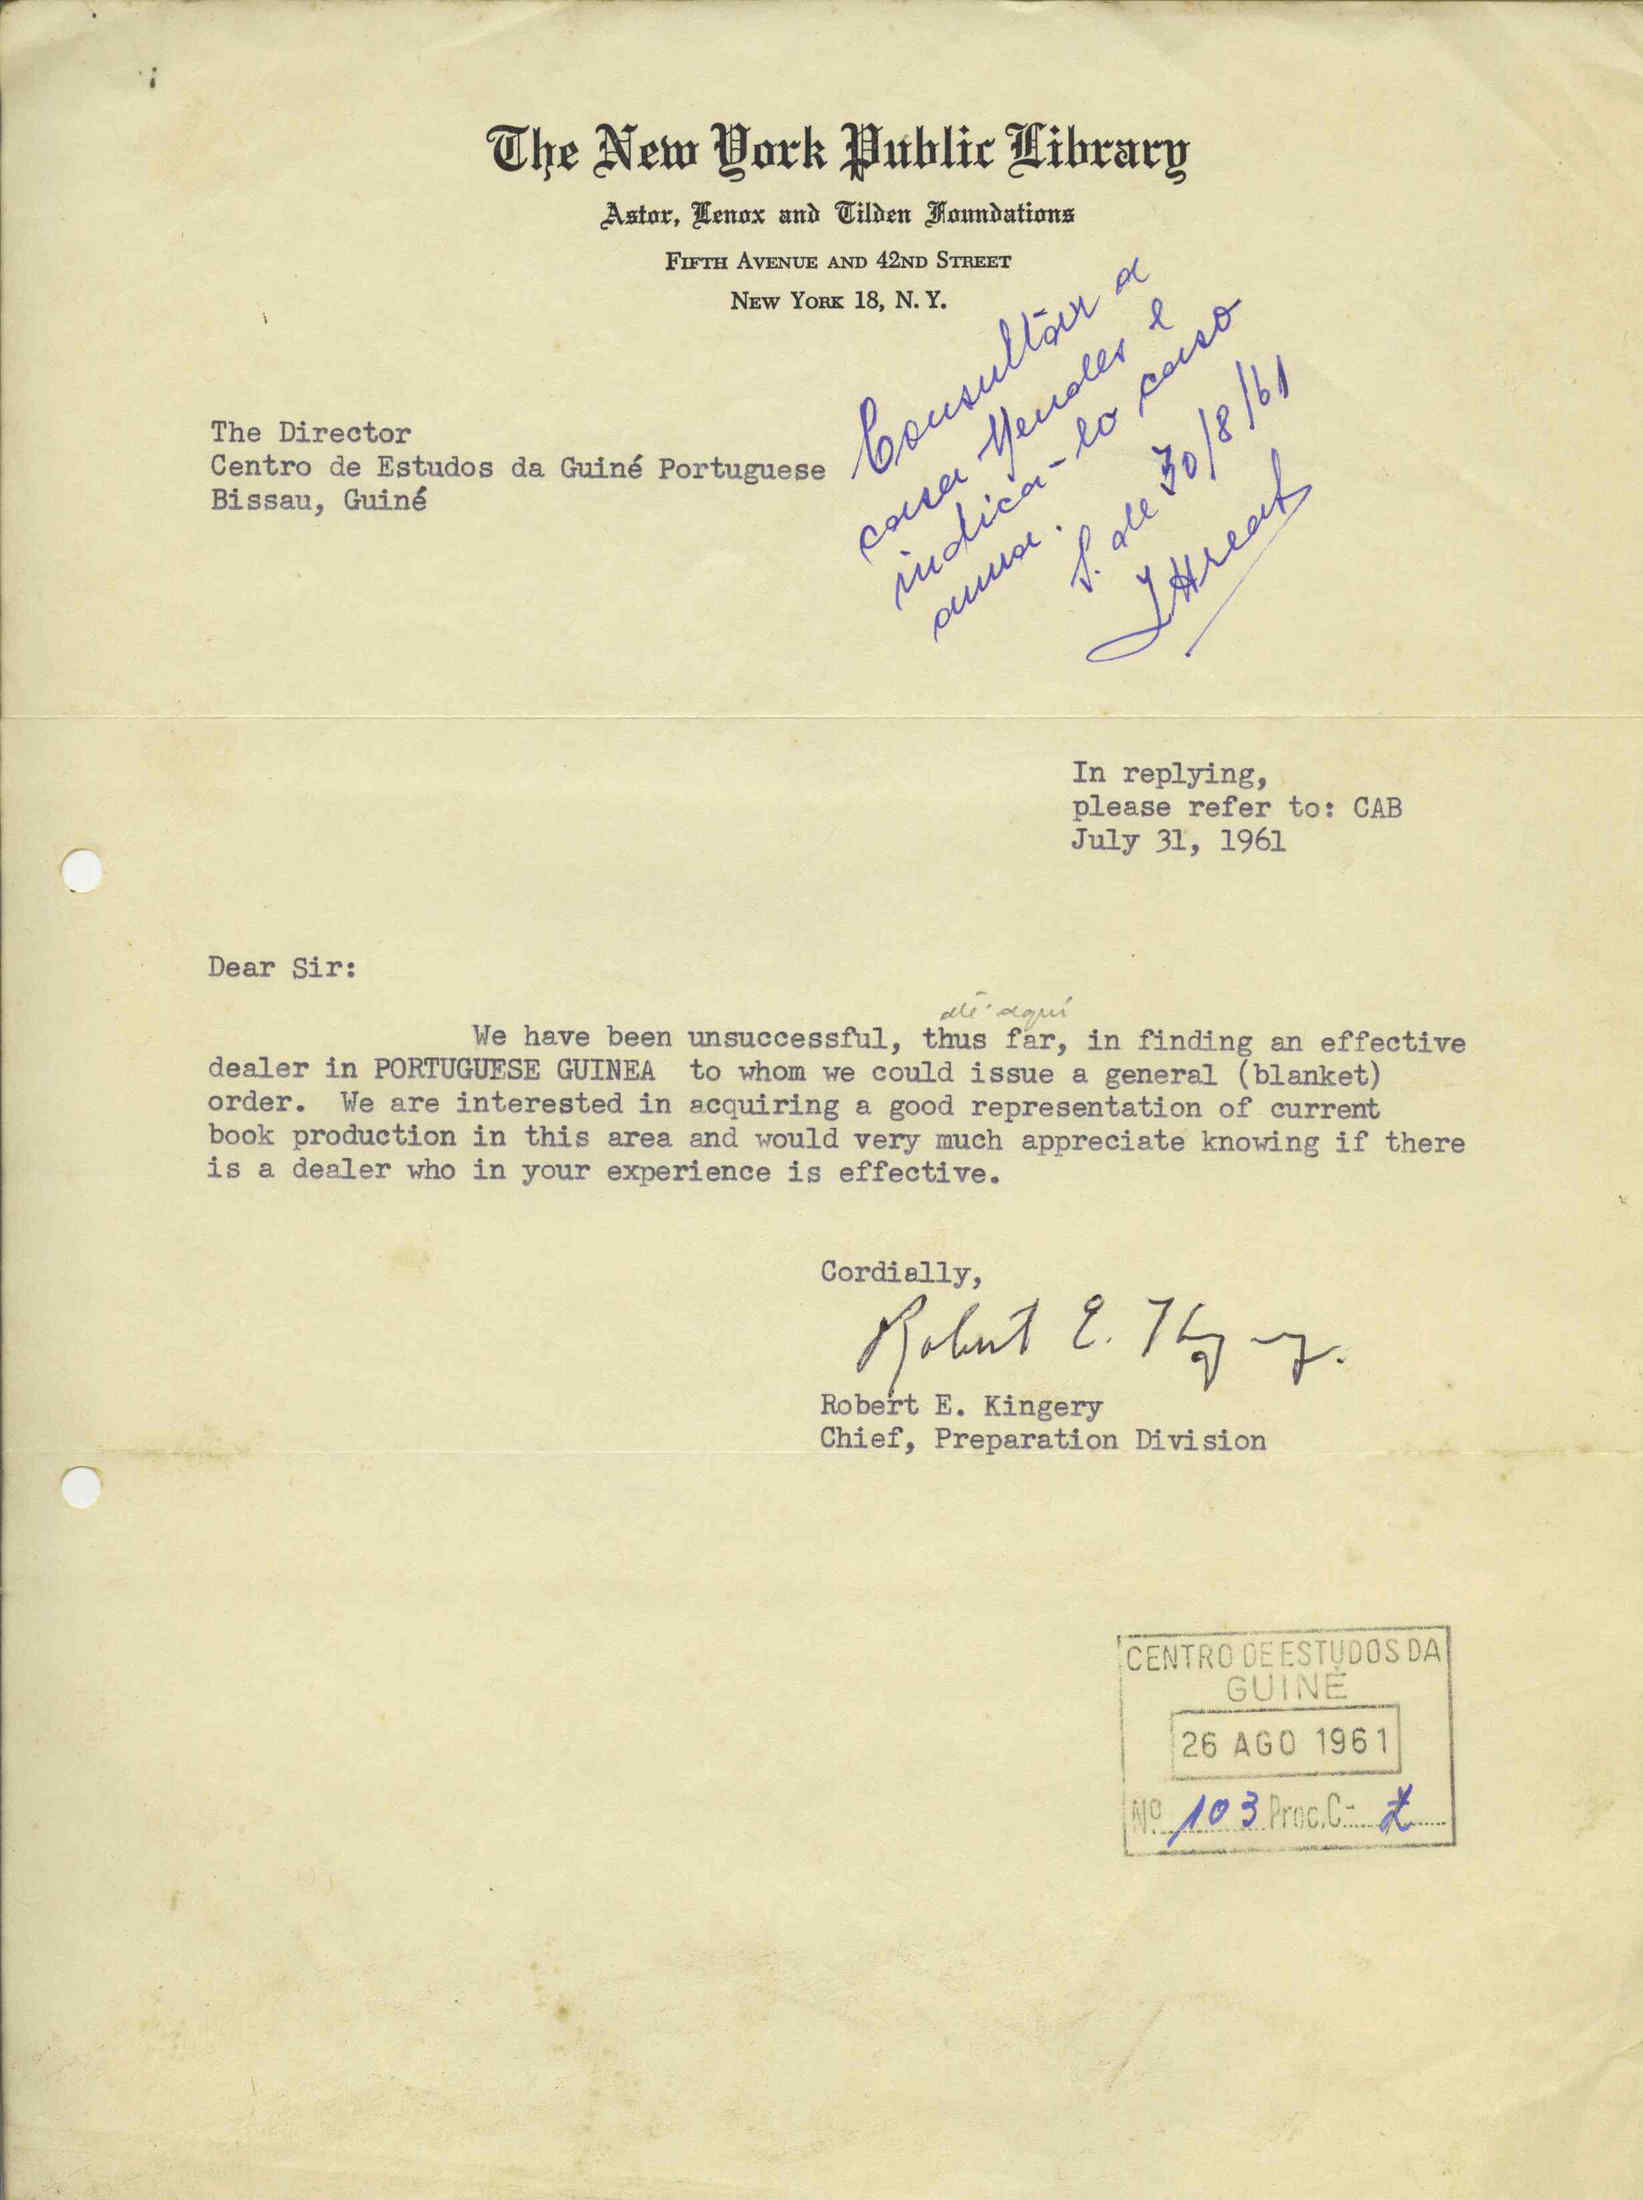 The New York Public Library
Astor, Lenox and Tilden Foundations
FIFTH AVENUE AND 42ND STREET
NEW YORK 18, N. Y.
Consultar a
casa Mendes e
indicá-lo caso
anua.
S. de 30/8/61
The Director
Centro de Estudos da Guiné Portuguese
Bissau, Guiné
In replying,
please refer to: CAB
July 31, 1961
Dear Sir:
até aqui
We have been unsuccessful, thus far, in finding an effective
dealer in PORTUGUESE GUINEA to whom we could issue a general (blanket)
order. We are interested in acquiring a good representation of current
book production in this area and would very much appreciate knowing if there
is a dealer who in your experience is effective.
Cordially,
Robert E. Kingery.
Robert E. Kingery
Chief, Preparation Division
CENTRO DE ESTUDOS DA
GUINÉ
26 AGO 1961
Nº 103 Proc. C-